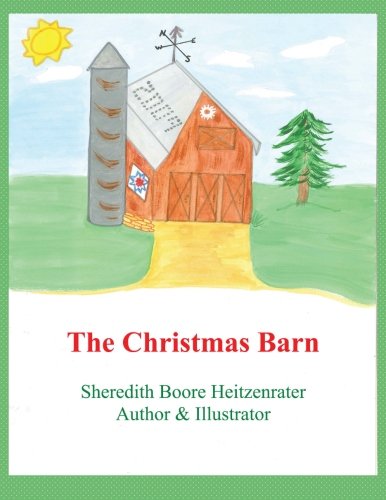 N
W E
S
The Christmas Barn
Sheredith Boore Heitzenrater
Author & Illustrator